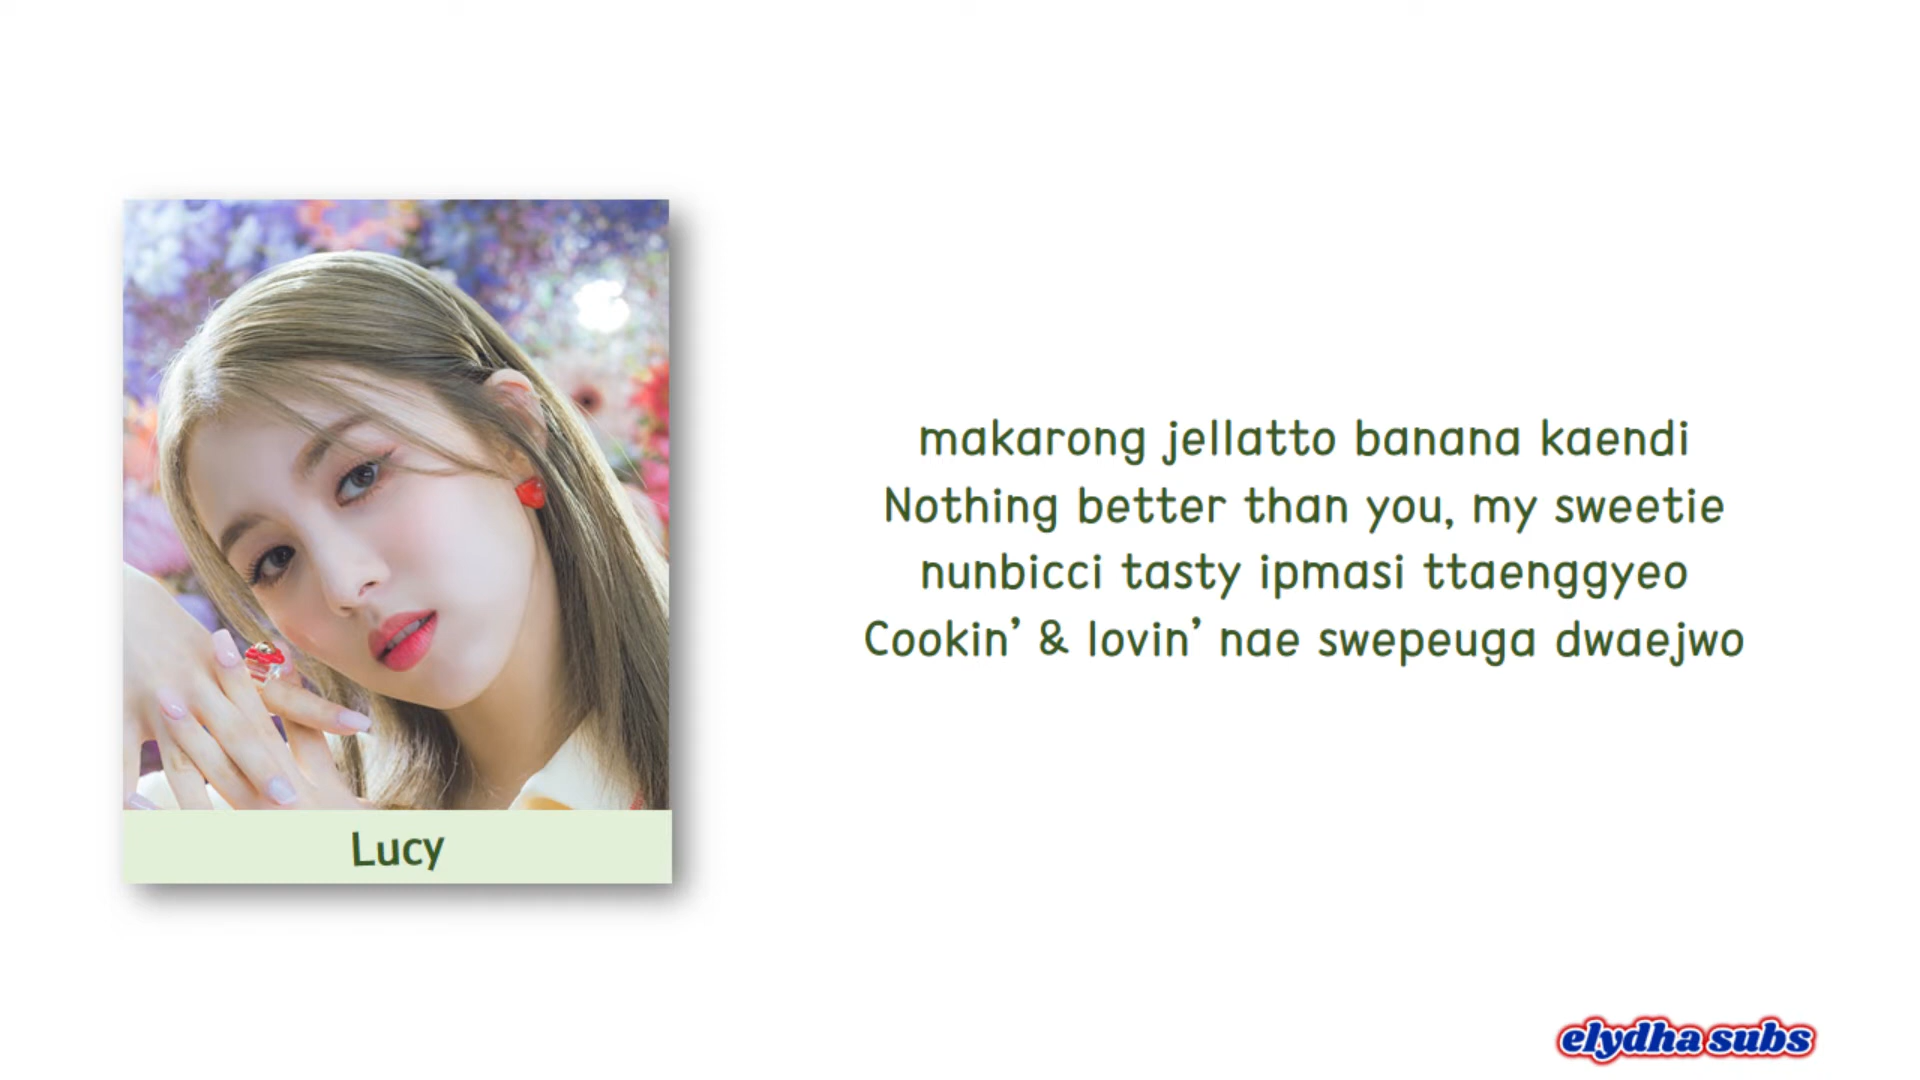 Lucy
makarong jellatto banana kaendi
Nothing better than you, my sweetie
nunbicci tasty ipmasi ttaenggyeo
Cookin’ & lovin’ nae swepeuga dwaejwo
elydha subs